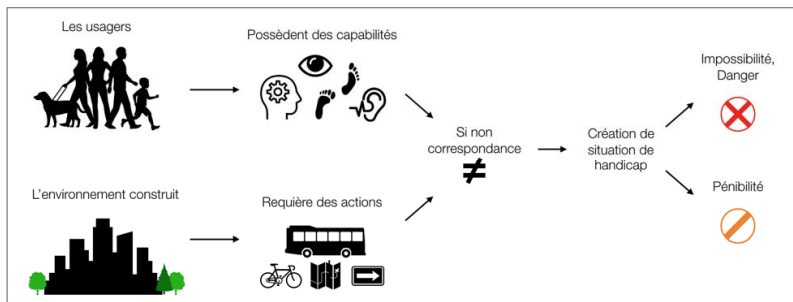 Les usagers
Possèdent des capabilités
Impossibilité,
Danger
Si non
correspondance
≠
Création de
situation de
handicap
L'environnement construit
Requière des actions
Pénibilité